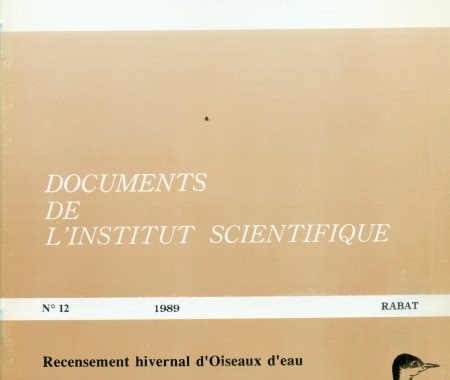 DOCUMENTS
DE
L'INSTITUT SCIENTIFIQUE
N° 12 1989 RABAT
Recensement hivernal d'Oiseaux d'eau